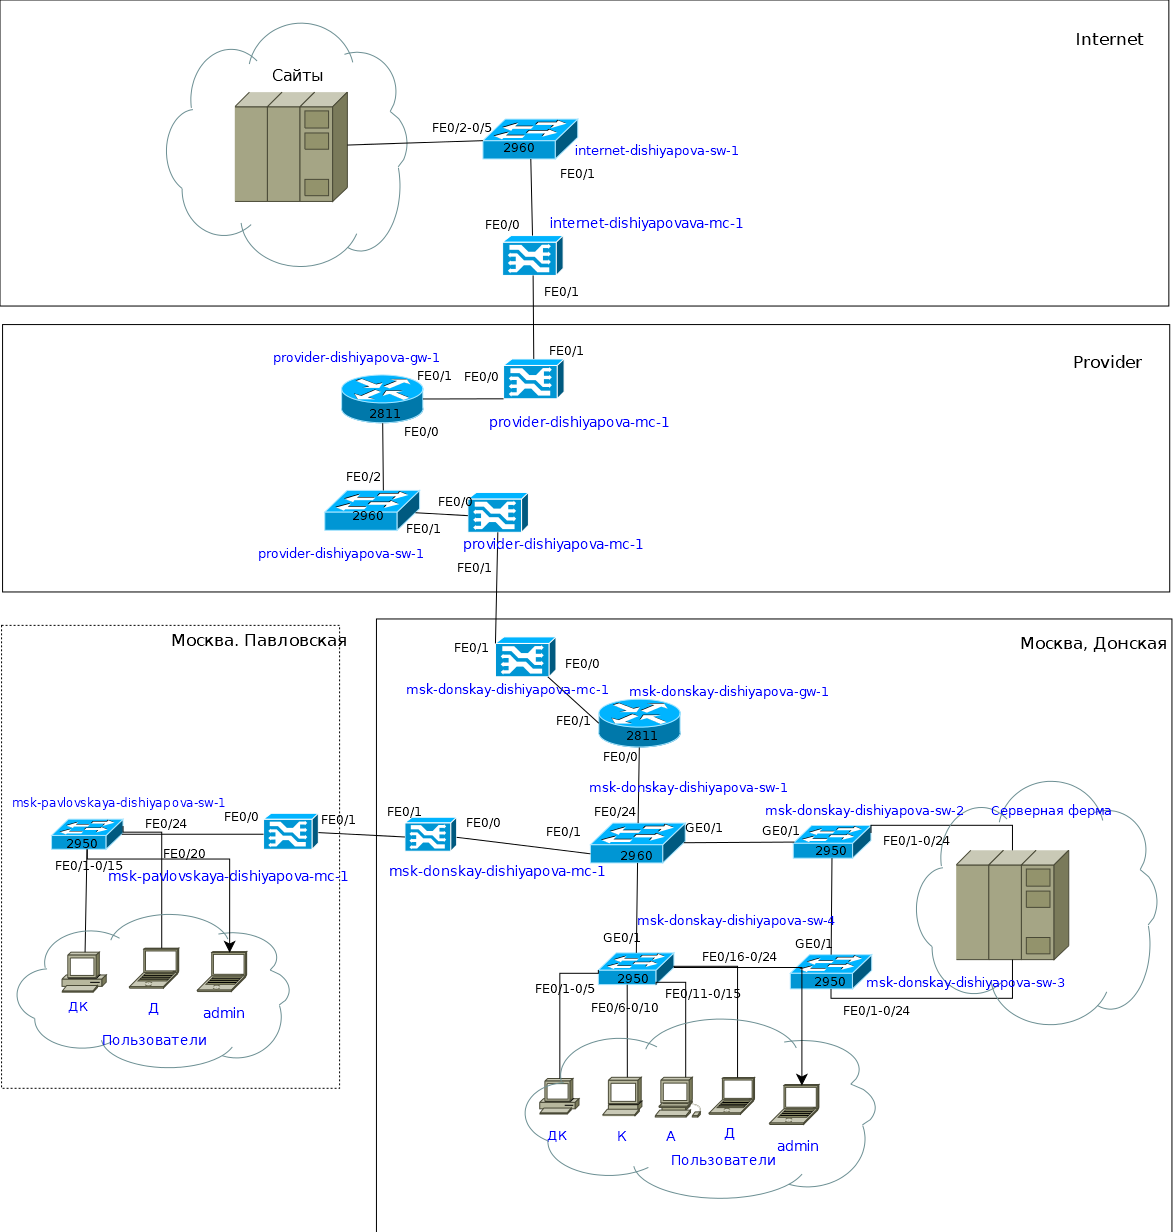 Internet
Сайты
FE0/2-0/5
2960
internet-dishiyapova-sw-1
FE0/1
FE0/0
internet-dishiyapovava-mc-1
FE0/1
Provider
FE0/1
provider-dishiyapova-gw-1
FE0/1
FE0/0
2811
provider-dishiyapova-mc-1
FE0/0
FE0/2
FE0/0
2960
FE0/1
provider-dishiyapova-mc-1
provider-dishiyapova-sw-1
FE0/1
Москва. Павловская
Москва, Донская
FE0/1
FE0/0
msk-donskay-dishiyapova-mc-1
msk-donskay-dishiyapova-gw-1
FE0/1
2811
FE0/0
msk-donskay-dishiyapova-sw-1
msk-pavlovskaya-dishiyapova-sw-1
FE0/24
FE0/0
FE0/1
2950
FE0/20
FE0/1-0/15
msk-pavlovskaya-dishiyapova-mc-1
FE0/1
FE0/0
FE0/1
FE0/24
GE0/1
2960
msk-donskay-dishiyapova-mc-1
msk-donskay-dishiyapova-sw-2
Серверная ферма
GE0/1
FE0/1-0/24
2950
msk-donskay-dishiyapova-sw-4
GE0/1
FE0/16-0/24
GE0/1
2950
2950
msk-donskay-dishiyapova-sw-3
FE0/1-0/5
FE0/11-0/15
FE0/6-0/10
FE0/1-0/24
ДК
Д
admin
Пользователи
ДК
К
А
Д
admin
Пользователи